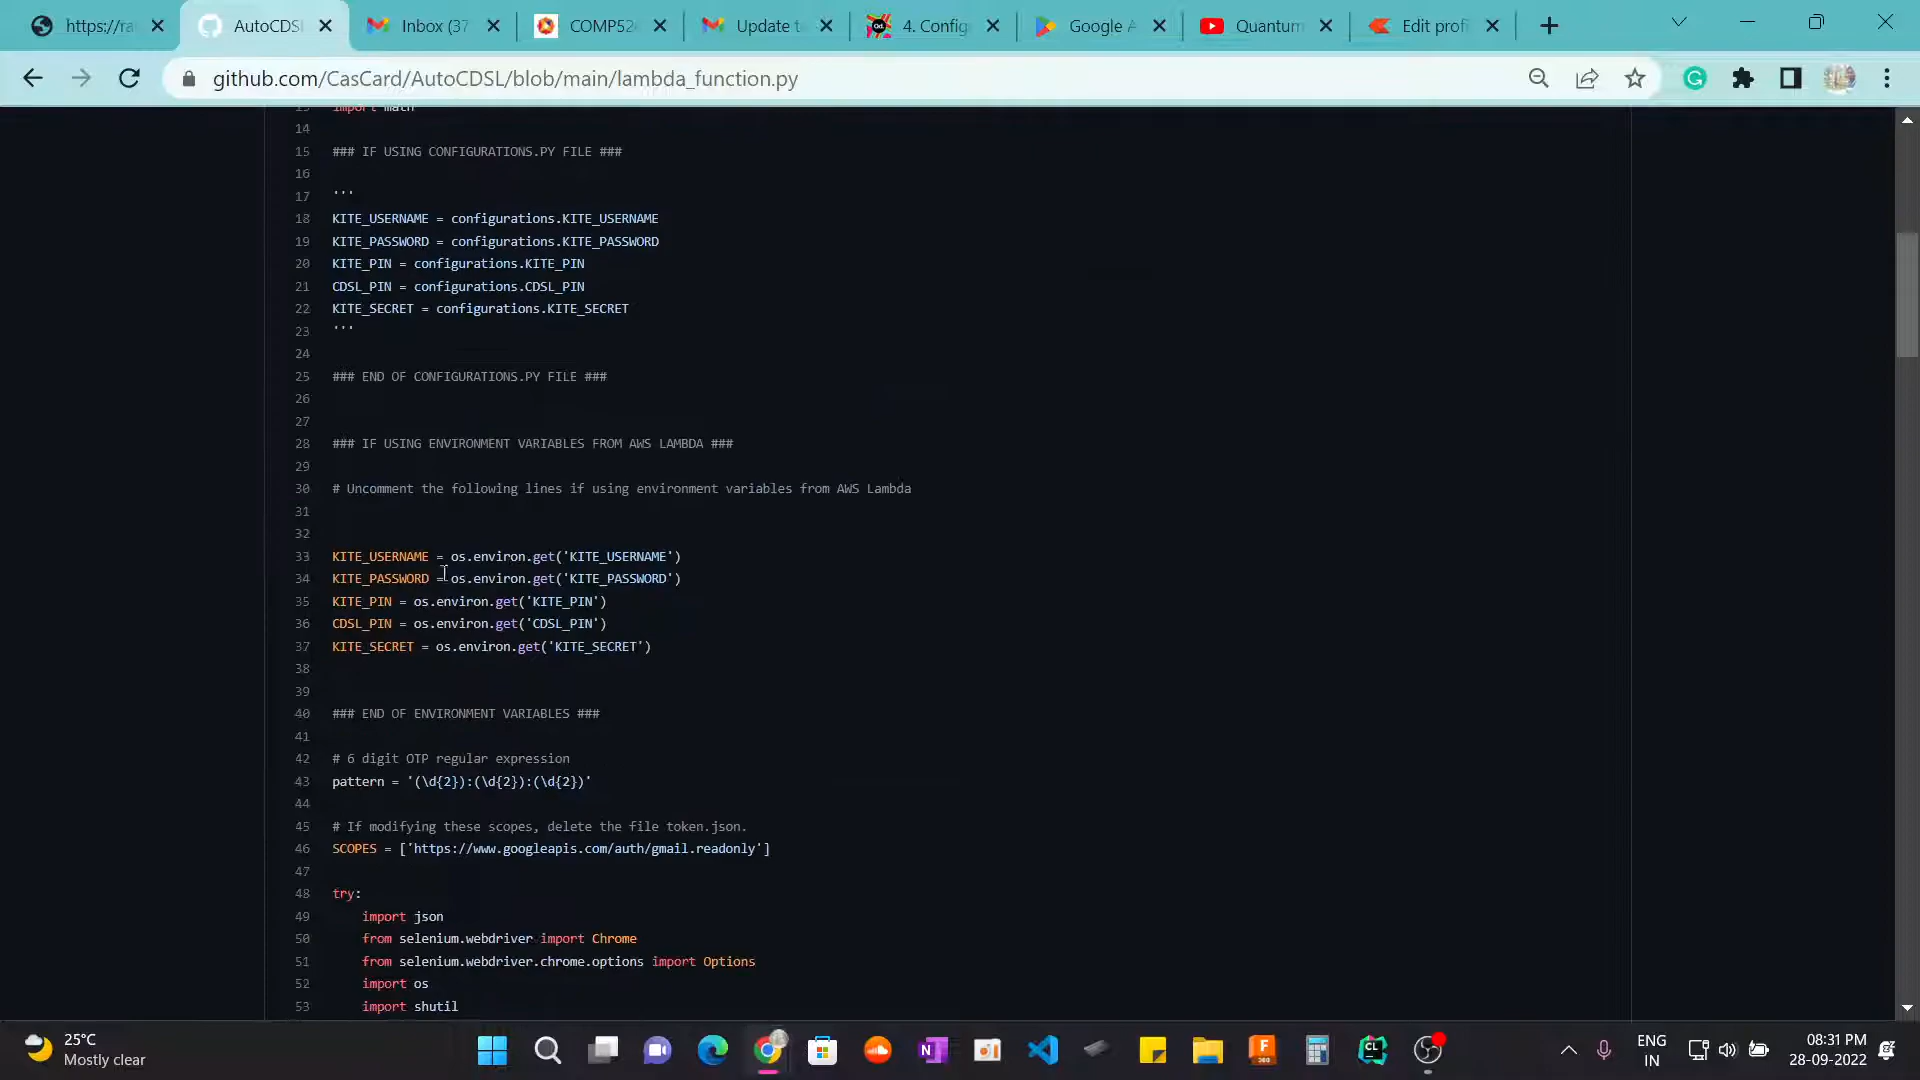 https://ra
AutoCDSL
Inbox (37
COMP52
Update t
4. Config
Google A
Quantum
Edit profi
github.com/CasCard/AutoCDSL/blob/main/lambda_function.py
13 import math
14
15 ### IF USING CONFIGURATIONS.PY FILE ###
16
17 '''
18 KITE_USERNAME = configurations.KITE_USERNAME
19 KITE_PASSWORD = configurations.KITE_PASSWORD
20 KITE_PIN = configurations.KITE_PIN
21 CDSL_PIN = configurations.CDSL_PIN
22 KITE_SECRET = configurations.KITE_SECRET
23 '''
24
25 ### END OF CONFIGURATIONS.PY FILE ###
26
27
28 ### IF USING ENVIRONMENT VARIABLES FROM AWS LAMBDA ###
29
30 # Uncomment the following lines if using environment variables from AWS Lambda
31
32
33 KITE_USERNAME = os.environ.get('KITE_USERNAME')
34 KITE_PASSWORD = os.environ.get('KITE_PASSWORD')
35 KITE_PIN = os.environ.get('KITE_PIN')
36 CDSL_PIN = os.environ.get('CDSL_PIN')
37 KITE_SECRET = os.environ.get('KITE_SECRET')
38
39
40 ### END OF ENVIRONMENT VARIABLES ###
41
42 # 6 digit OTP regular expression
43 pattern = '(\d{2}):(\d{2}):(\d{2})'
44
45 # If modifying these scopes, delete the file token.json.
46 SCOPES = ['https://www.googleapis.com/auth/gmail.readonly']
47
48 try:
49 import json
50 from selenium.webdriver import Chrome
51 from selenium.webdriver.chrome.options import Options
52 import os
53 import shutil
25°C
Mostly clear
ENG
IN
08:31 PM
28-09-2022